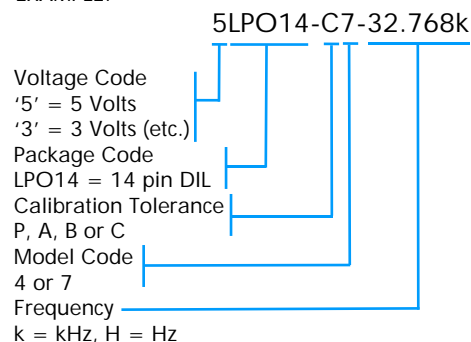 5LPO14-C7-32.768k
Voltage Code
‘5’ = 5 Volts
‘3’ = 3 Volts (etc.)
Package Code
LPO14 = 14 pin DIL
Calibration Tolerance
P, A, B or C
Model Code
4 or 7
Frequency
k = kHz, H = Hz